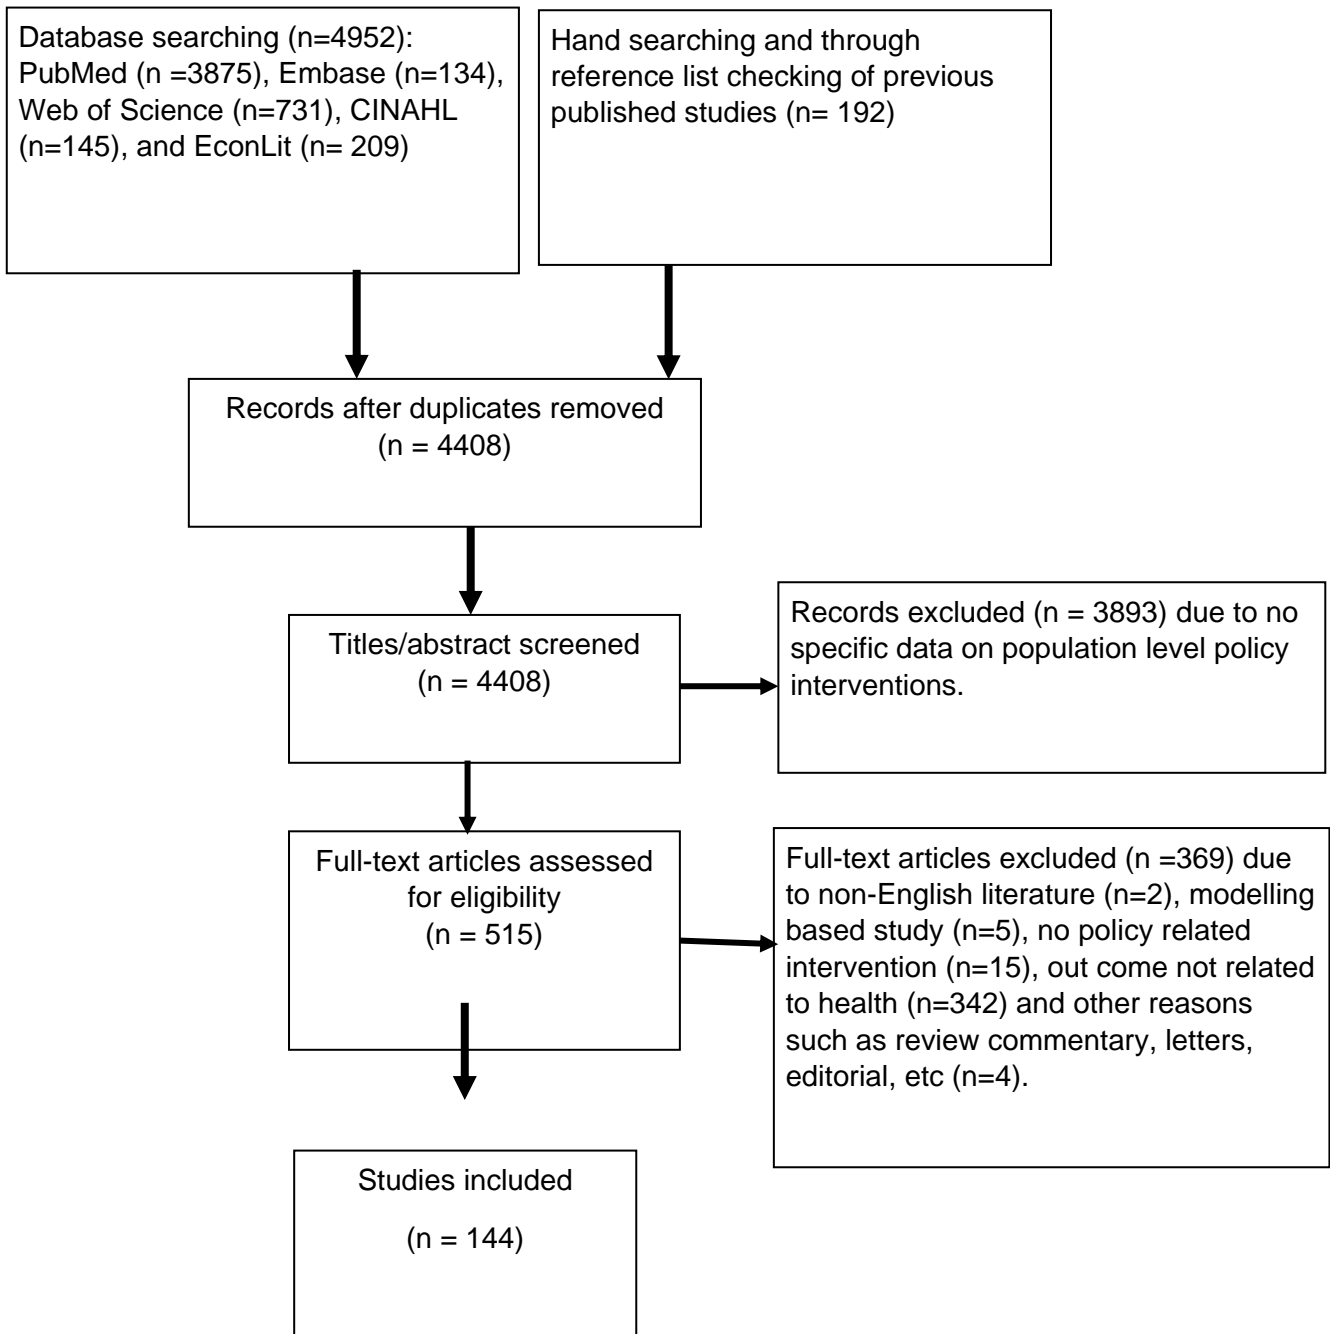 Database searching (n=4952):
PubMed (n =3875), Embase (n=134),
Web of Science (n=731), CINAHL
(n=145), and EconLit (n= 209)
Hand searching and through
reference list checking of previous
published studies (n= 192)
Records after duplicates removed
(n = 4408)
Titles/abstract screened
(n = 4408)
Records excluded (n = 3893) due to no
specific data on population level policy
interventions.
Full-text articles assessed
for eligibility
(n = 515)
Full-text articles excluded (n =369) due
to non-English literature (n=2), modelling
based study (n=5), no policy related
intervention (n=15), out come not related
to health (n=342) and other reasons
such as review commentary, letters,
editorial, etc (n=4).
Studies included
(n = 144)